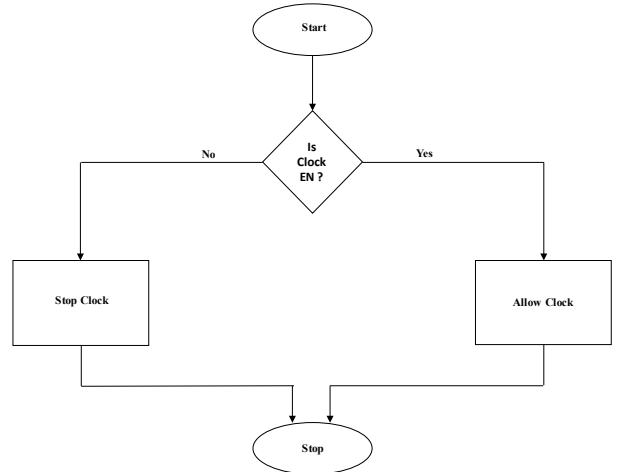 Start
Is
Clock
EN ?
No
Yes
Stop Clock
Allow Clock
Stop